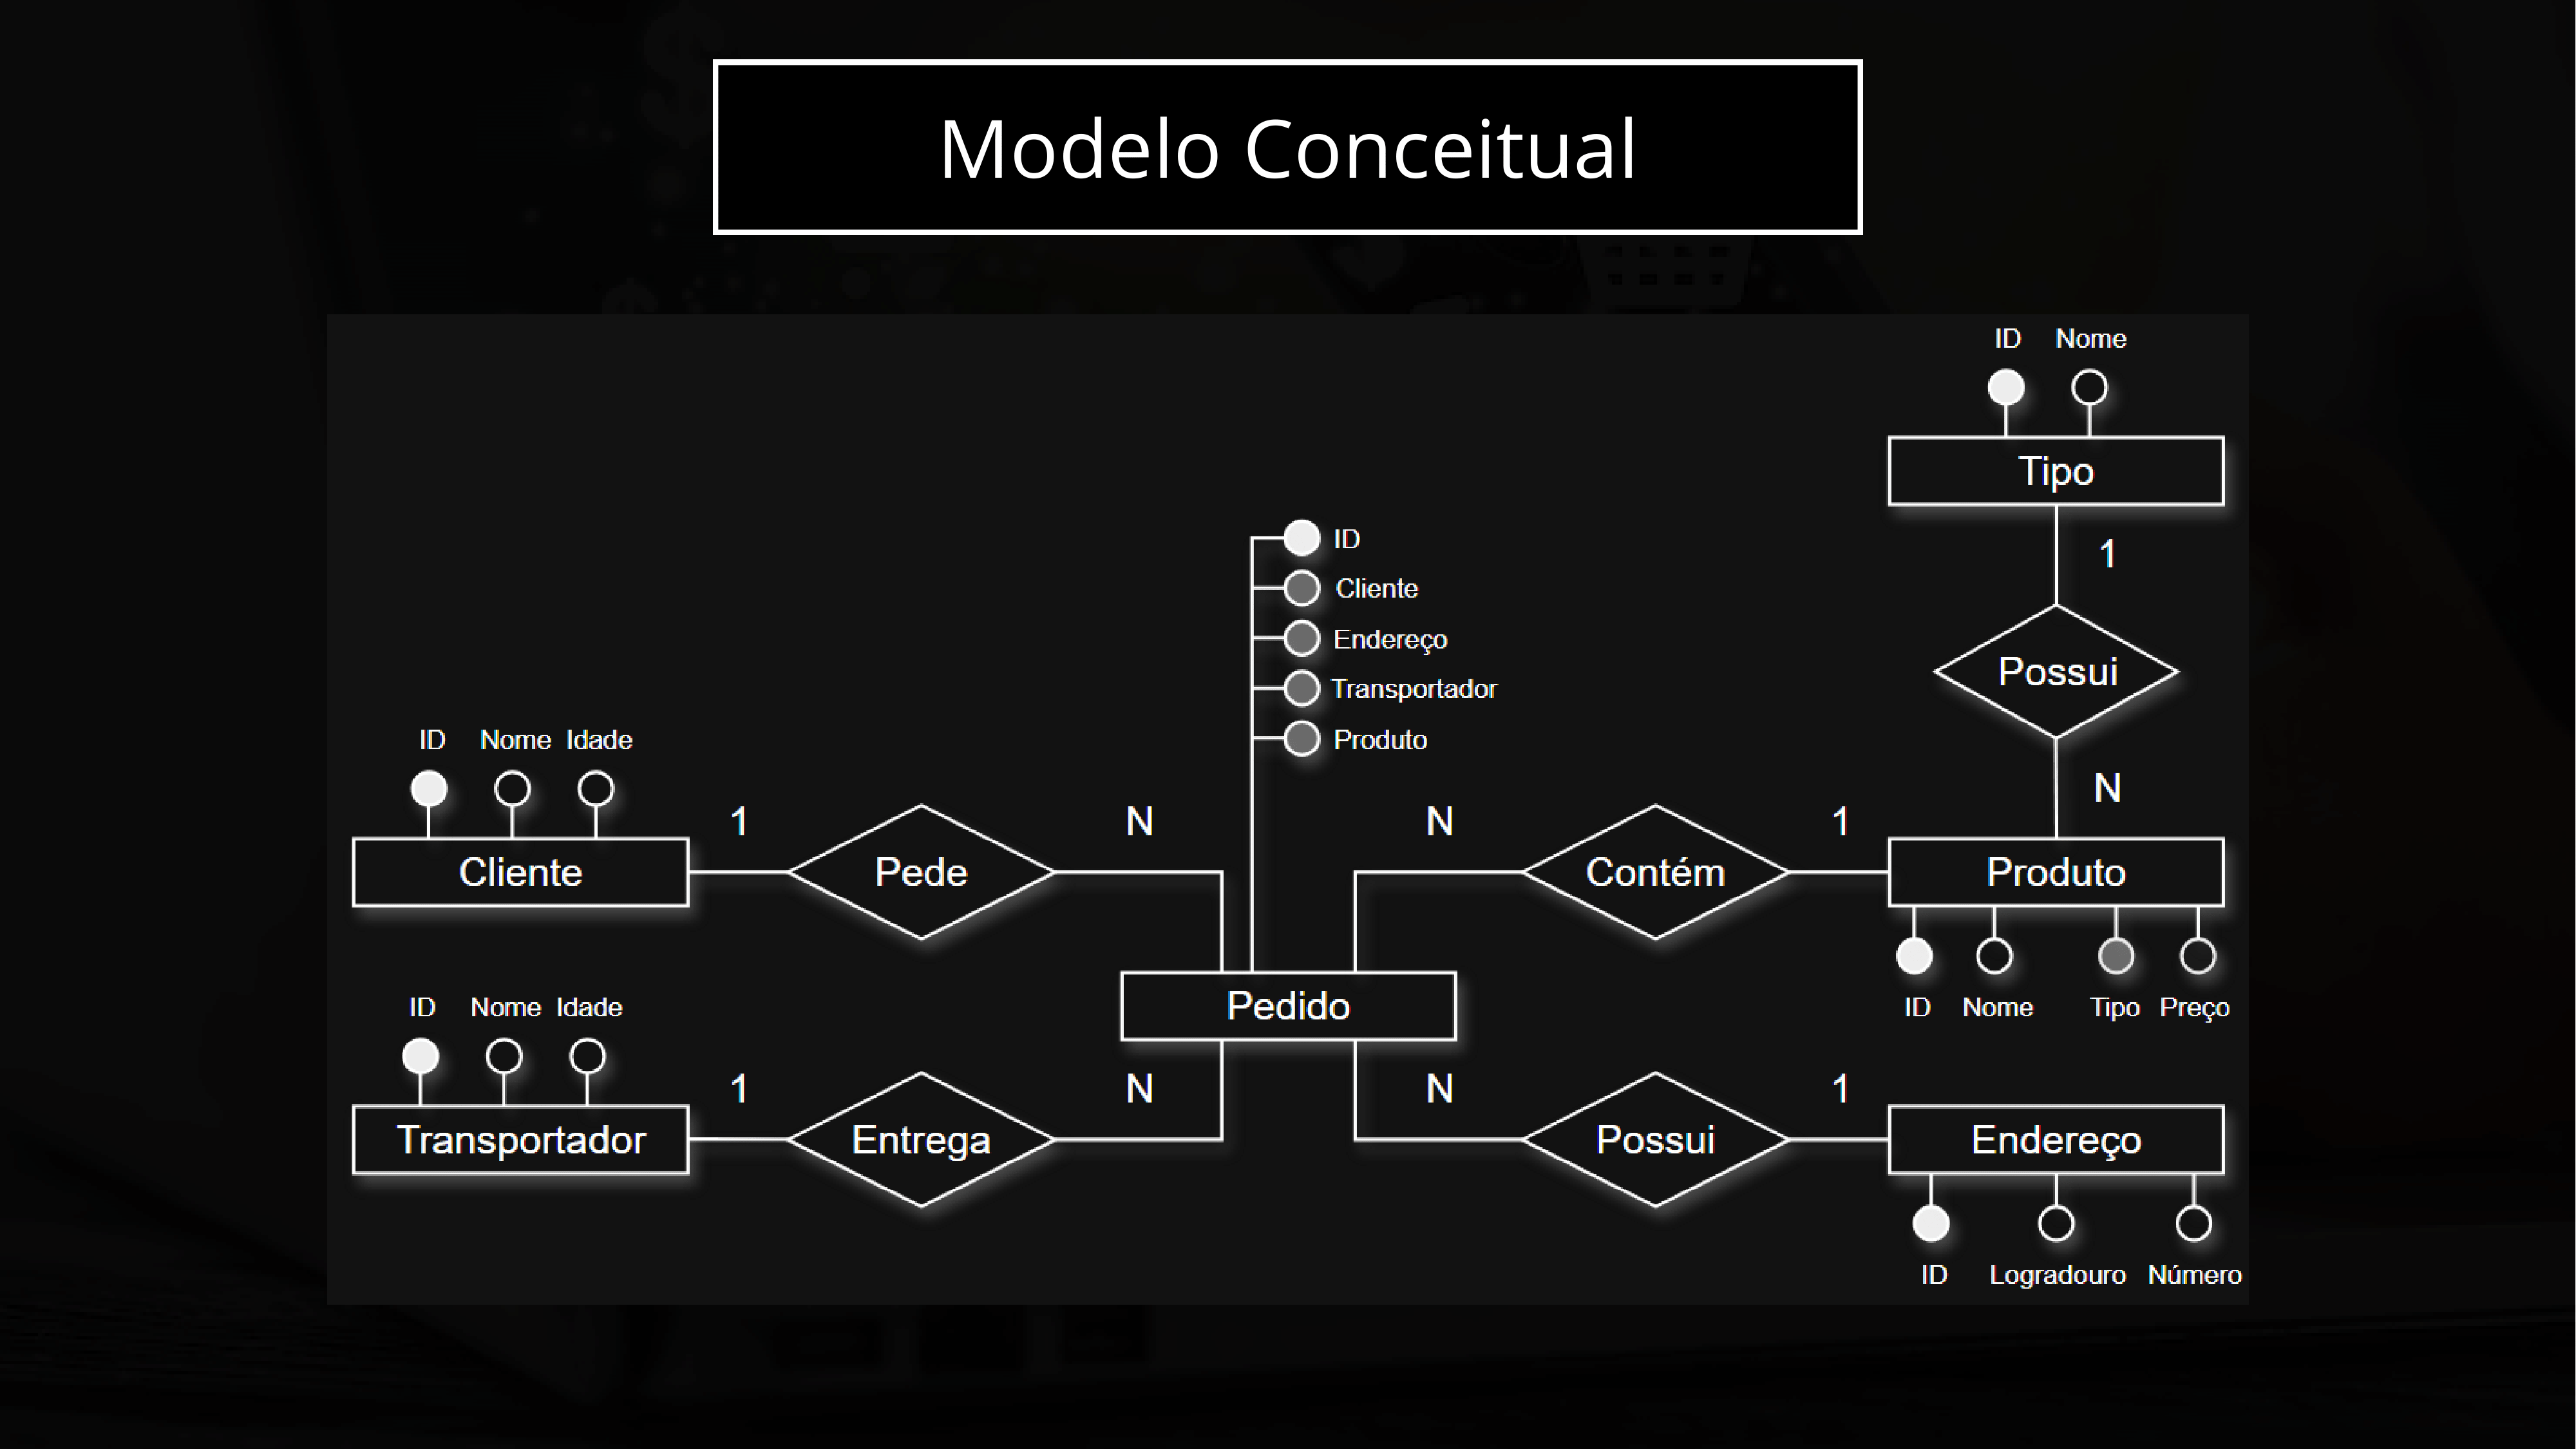 Modelo Conceitual
ID Nome
Tipo
1
Possui
N
ID
Cliente
Endereço
Transportador
Produto
ID Nome Idade
Cliente
1
Pede
N
N
Contém
1
Produto
ID Nome Tipo Preço
Pedido
ID Nome Idade
Transportador
1
Entrega
N
N
Possui
1
Endereço
ID Logradouro Número